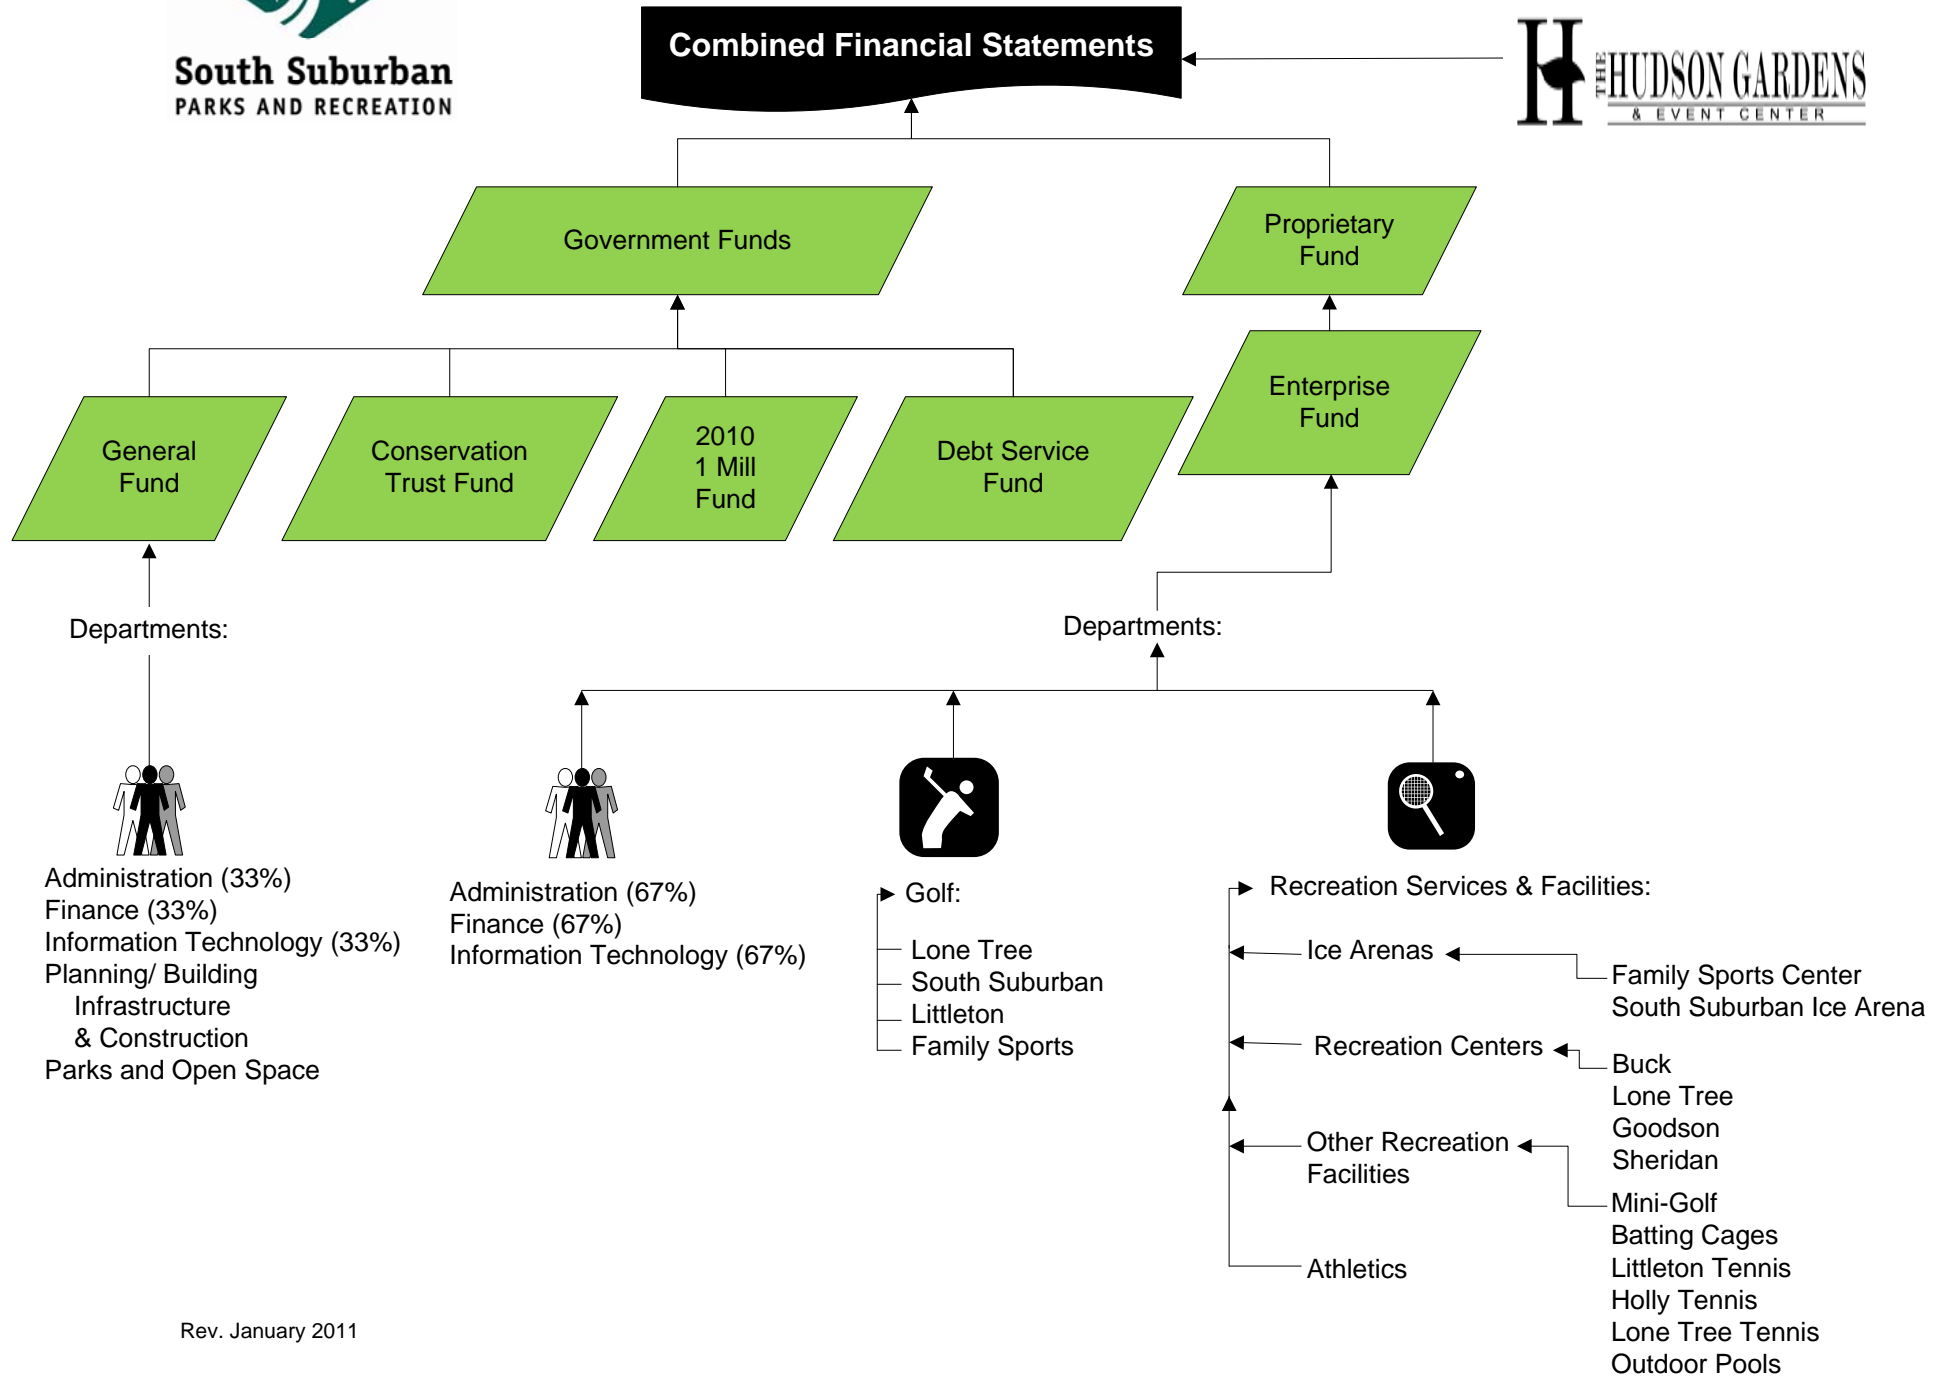 South Suburban
PARKS AND RECREATION
Combined Financial Statements
H
THE HUDSON GARDENS
& EVENT CENTER
Government Funds
Proprietary
Fund
Enterprise
Fund
General
Fund
Conservation
Trust Fund
2010
1 Mill
Fund
Debt Service
Fund
Departments:
Departments:
Administration (33%)
Finance (33%)
Information Technology (33%)
Planning/ Building
Infrastructure
& Construction
Parks and Open Space
Administration (67%)
Finance (67%)
Information Technology (67%)
Golf:
Lone Tree
South Suburban
Littleton
Family Sports
Recreation Services & Facilities:
Ice Arenas
Family Sports Center
South Suburban Ice Arena
Recreation Centers
Buck
Lone Tree
Goodson
Sheridan
Other Recreation
Facilities
Mini-Golf
Batting Cages
Littleton Tennis
Holly Tennis
Lone Tree Tennis
Outdoor Pools
Athletics
Rev. January 2011